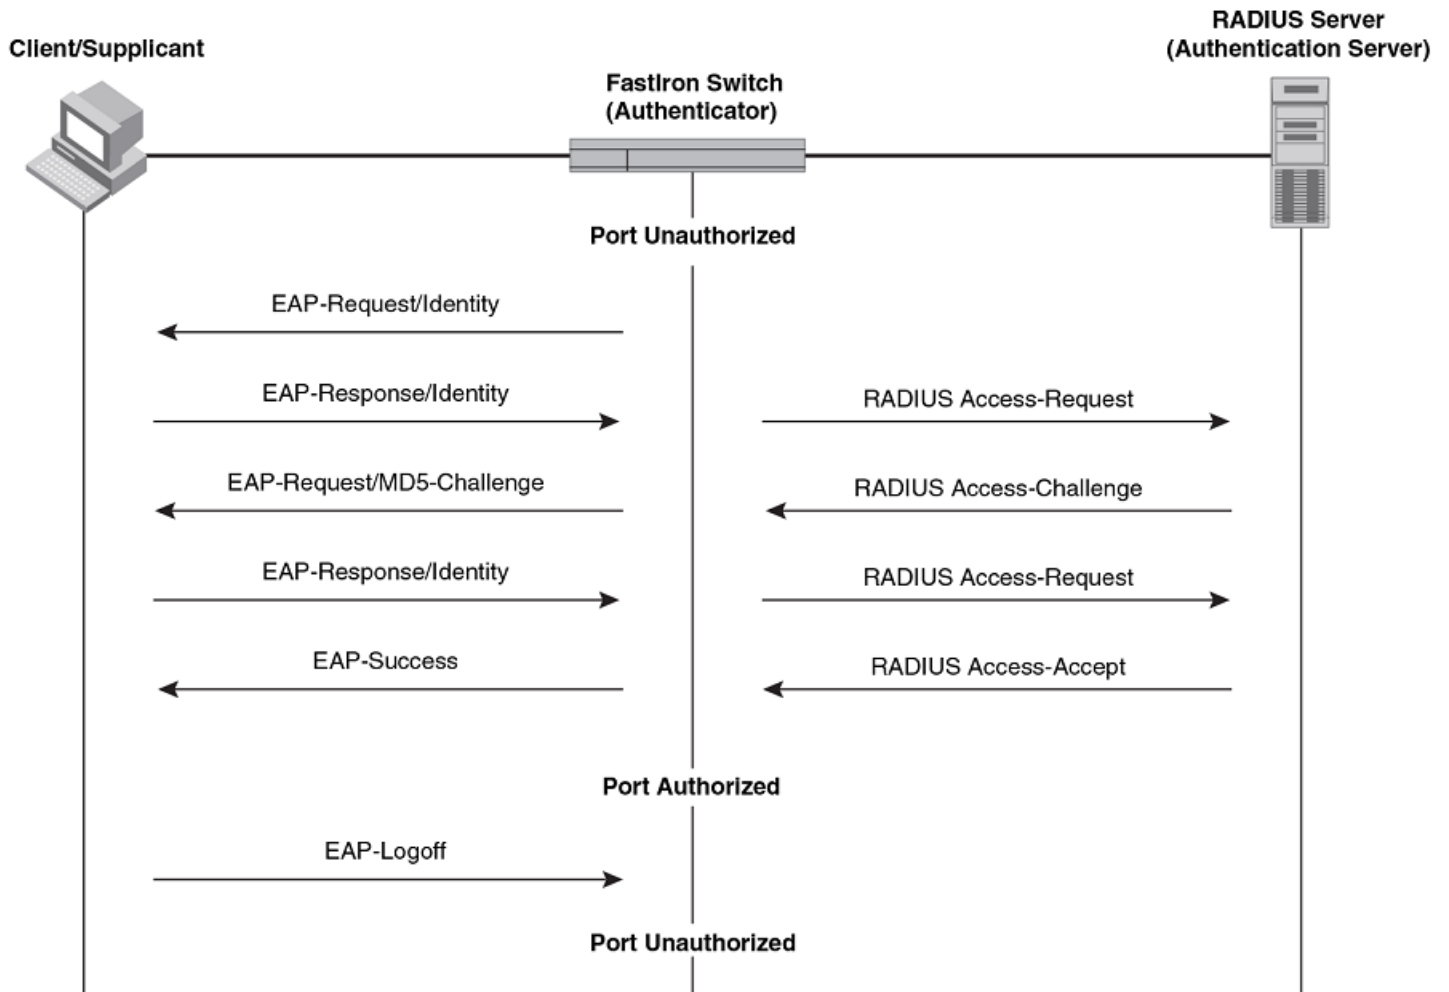 RADIUS Server
(Authentication Server)
Client/Supplicant
FastIron Switch
(Authenticator)
Port Unauthorized
EAP-Request/Identity
EAP-Response/Identity
RADIUS Access-Request
EAP-Request/MD5-Challenge
RADIUS Access-Challenge
EAP-Response/Identity
RADIUS Access-Request
EAP-Success
RADIUS Access-Accept
Port Authorized
EAP-Logoff
Port Unauthorized